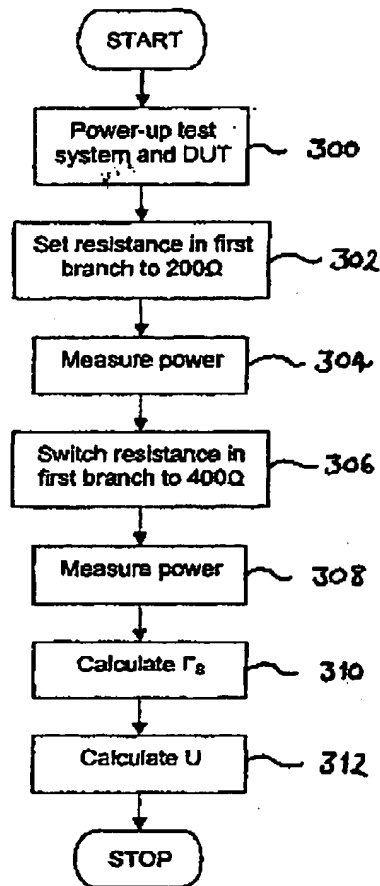 START
Power-up test
system and DUT
300
Set resistance in first
branch to 200Ω
302
Measure power
304
Switch resistance in
first branch to 400Ω
306
Measure power
308
Calculate Γs
310
Calculate U
312
STOP